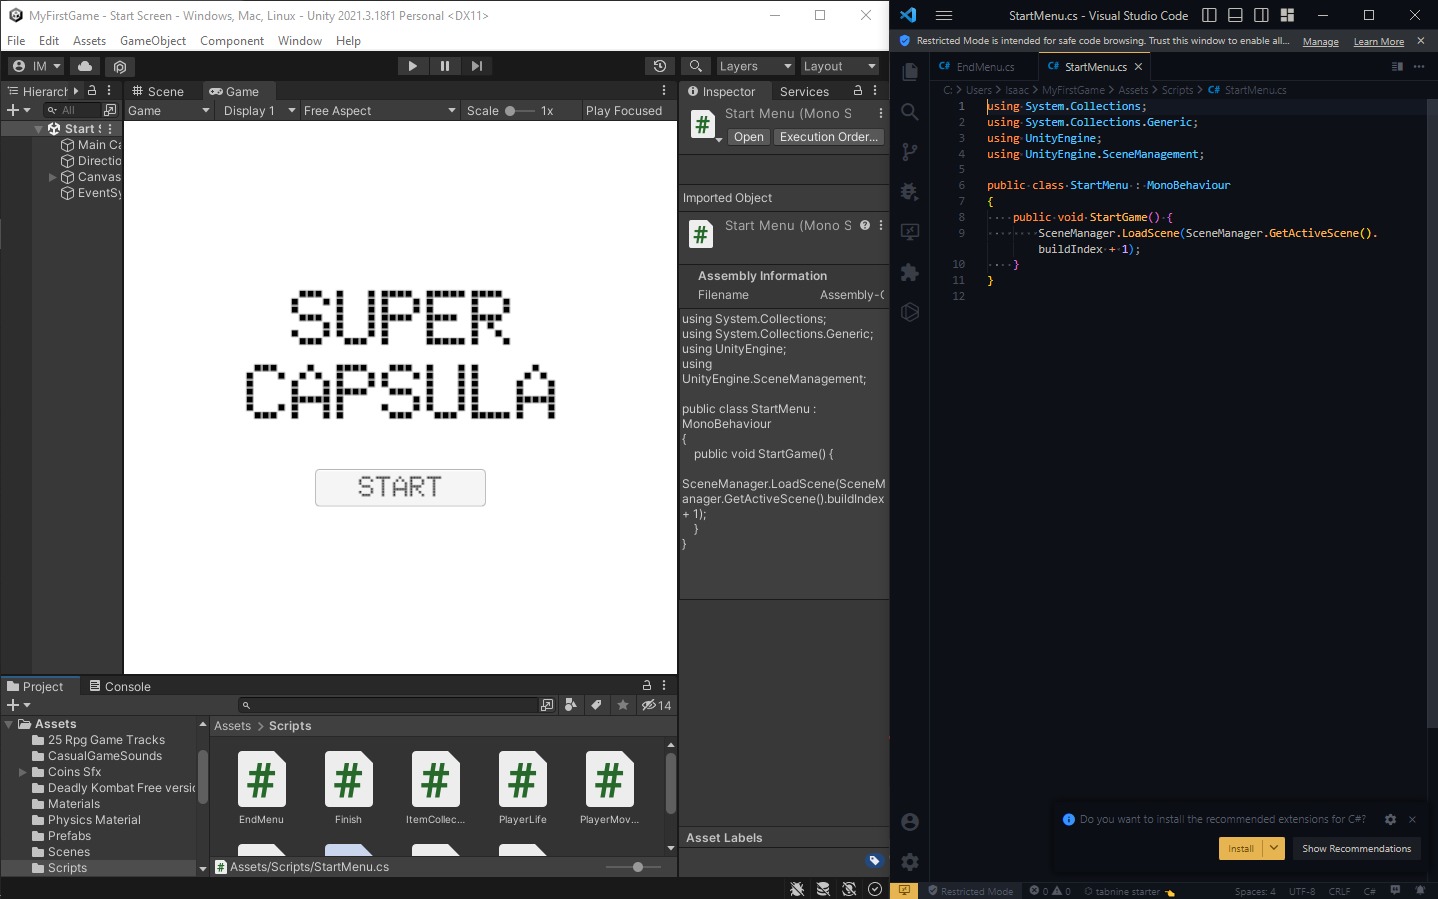 MyFirstGame - Start Screen - Windows, Mac, Linux - Unity 2021.3.18f1 Personal <DX11>
File Edit Assets GameObject Component Window Help
IM
Layers Layout
Hierarch
All
Start S
Main Ca
Directio
Canvas
EventSy
Scene Game
Game Display 1 Free Aspect Scale 1x Play Focused
SUPER
CAPSULA
START
Inspector Services
Start Menu (Mono S
Open Execution Order...
Imported Object
Start Menu (Mono S
Assembly Information
Filename Assembly-C
using System.Collections;
using System.Collections.Generic;
using UnityEngine;
using
UnityEngine.SceneManagement;
public class StartMenu :
MonoBehaviour
{
public void StartGame() {
SceneManager.LoadScene(SceneM
anager.GetActiveScene().buildIndex
+ 1);
}
}
Asset Labels
Project Console
14
Assets
25 Rpg Game Tracks
CasualGameSounds
Coins Sfx
Deadly Kombat Free versic
Materials
Physics Material
Prefabs
Scenes
Scripts
Assets > Scripts
EndMenu Finish ItemCollec... PlayerLife PlayerMov...
Assets/Scripts/StartMenu.cs
StartMenu.cs - Visual Studio Code
Restricted Mode is intended for safe code browsing. Trust this window to enable all... Manage Learn More
EndMenu.cs StartMenu.cs
C: > Users > Isaac > MyFirstGame > Assets > Scripts > StartMenu.cs
1 using System.Collections;
2 using System.Collections.Generic;
3 using UnityEngine;
4 using UnityEngine.SceneManagement;
5
6 public class StartMenu : MonoBehaviour
7 {
8 public void StartGame() {
9 SceneManager.LoadScene(SceneManager.GetActiveScene().
buildIndex + 1);
10 }
11 }
12
Do you want to install the recommended extensions for C#?
Install Show Recommendations
Restricted Mode 0 0 tabnine starter Spaces: 4 UTF-8 CRLF C#